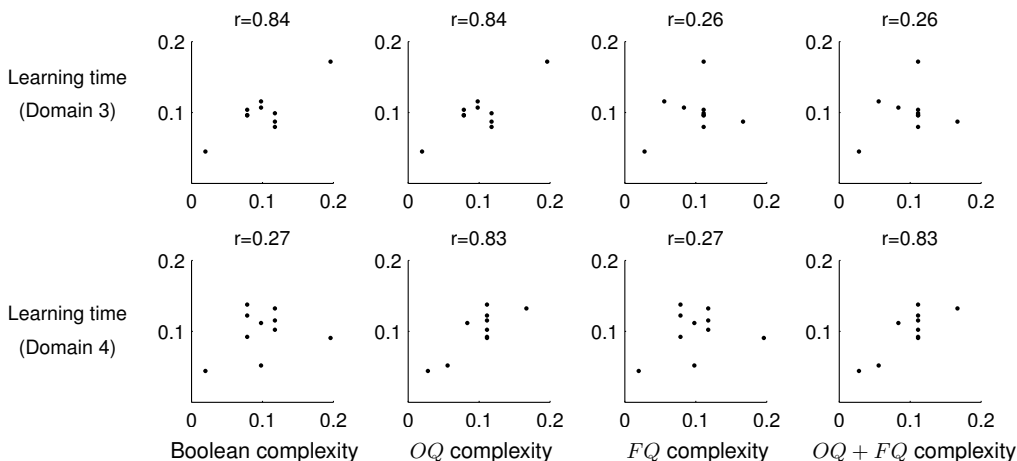 r=0.84 r=0.84 r=0.26 r=0.26
0.2 0.2 0.2 0.2
Learning time
(Domain 3)
0.1 0.1 0.1 0.1
0 0.1 0.2 0 0.1 0.2 0 0.1 0.2 0 0.1 0.2
r=0.27 r=0.83 r=0.27 r=0.83
0.2 0.2 0.2 0.2
Learning time
(Domain 4)
0.1 0.1 0.1 0.1
0 0.1 0.2 0 0.1 0.2 0 0.1 0.2 0 0.1 0.2
Boolean complexity OQ complexity FQ complexity OQ + FQ complexity